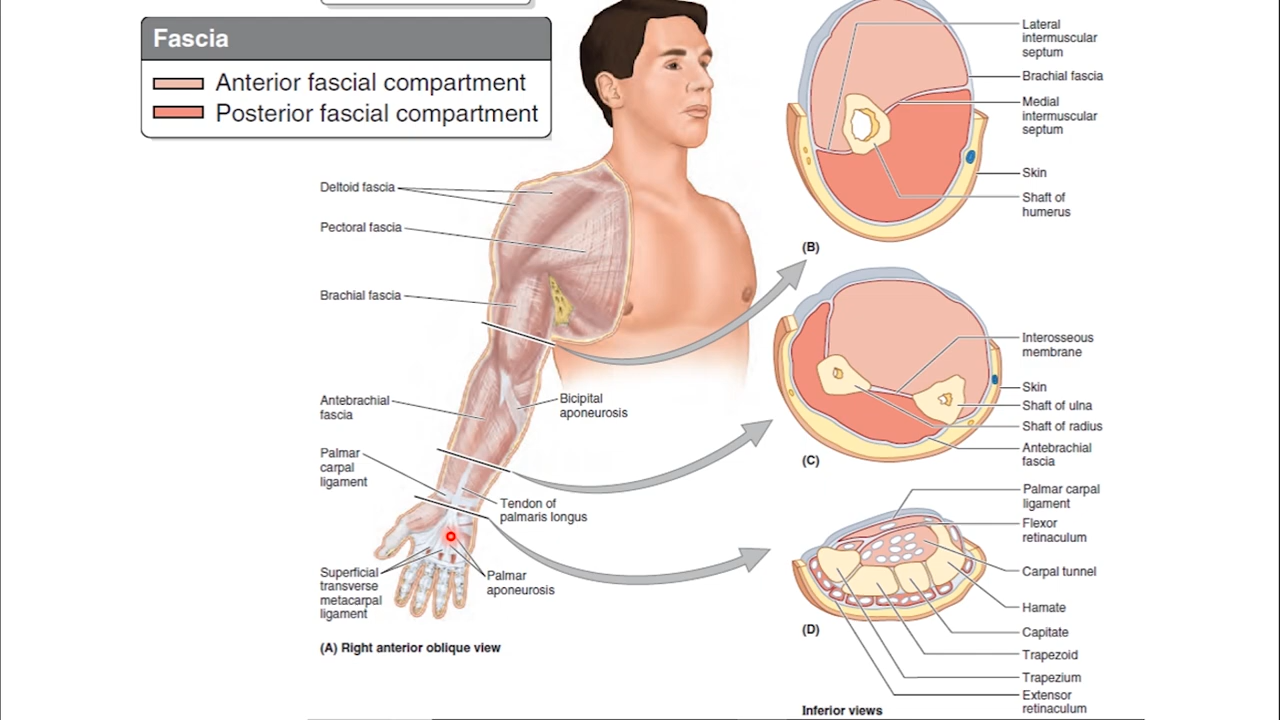 Fascia
Anterior fascial compartment
Posterior fascial compartment
Deltoid fascia
Pectoral fascia
Brachial fascia
Antebrachial
fascia
Palmar
carpal
ligament
Superficial
transverse
metacarpal
ligament
Bicipital
aponeurosis
Tendon of
palmaris longus
Palmar
aponeurosis
(A) Right anterior oblique view
Lateral
intermuscular
septum
Brachial fascia
Medial
intermuscular
septum
Skin
Shaft of
humerus
(B)
Interosseous
membrane
Skin
Shaft of ulna
Shaft of radius
Antebrachial
fascia
(C)
Palmar carpal
ligament
Flexor
retinaculum
Carpal tunnel
Hamate
Capitate
Trapezoid
Trapezium
Extensor
retinaculum
(D)
Inferior views